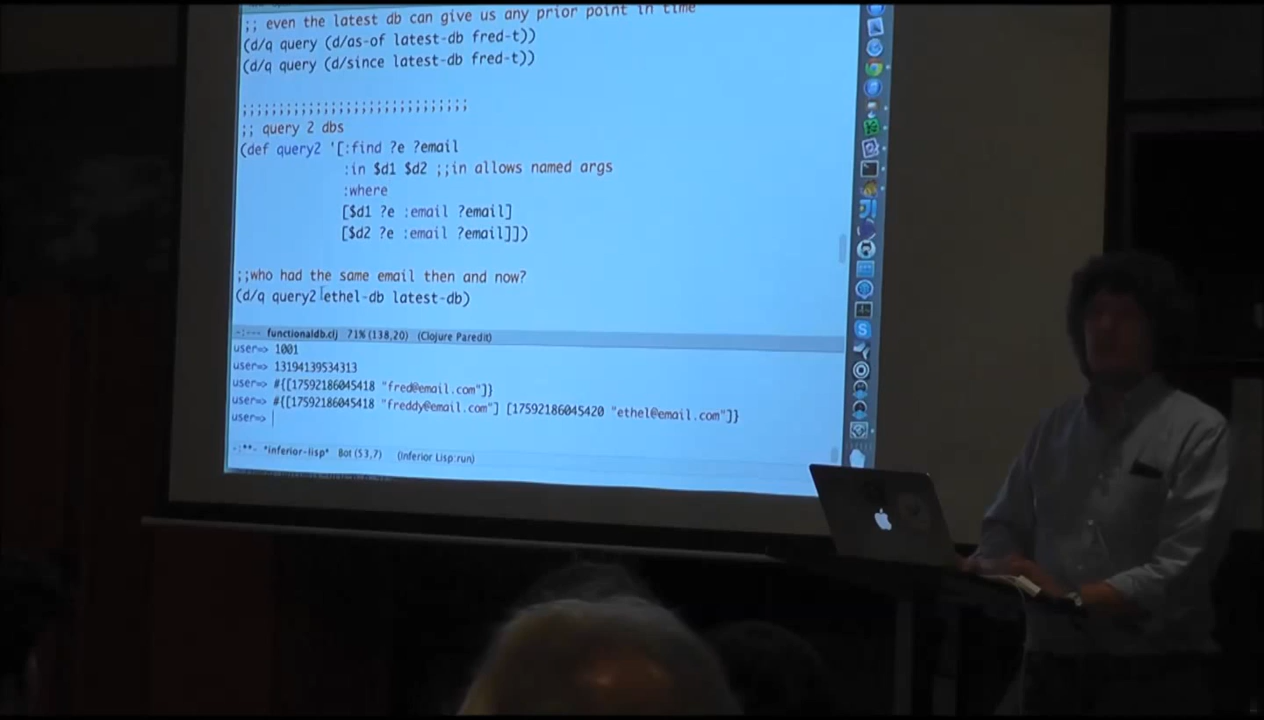 ;; even the latest db can give us any prior point in time
(d/q query (d/as-of latest-db fred-t))
(d/q query (d/since latest-db fred-t))
;;;;;;;;;;;;;;;;;;;;;;;;;;;;;;
;; query 2 dbs
(def query2 '[:find ?e ?email
:in $d1 $d2 ;;in allows named args
:where
[$d1 ?e :email ?email]
[$d2 ?e :email ?email]])
;;who had the same email then and now?
(d/q query2 ethel-db latest-db)
-:--- functionaldb.clj 71% (138,20) (Clojure Paredit)
user=> 1001
user=> 13194139534313
user=> #{[17592186045418 "fred@email.com"]}
user=> #{[17592186045418 "freddy@email.com"] [17592186045420 "ethel@email.com"]}
user=>
-:**- *inferior-lisp* Bot (53,7) (Inferior Lisp:run)